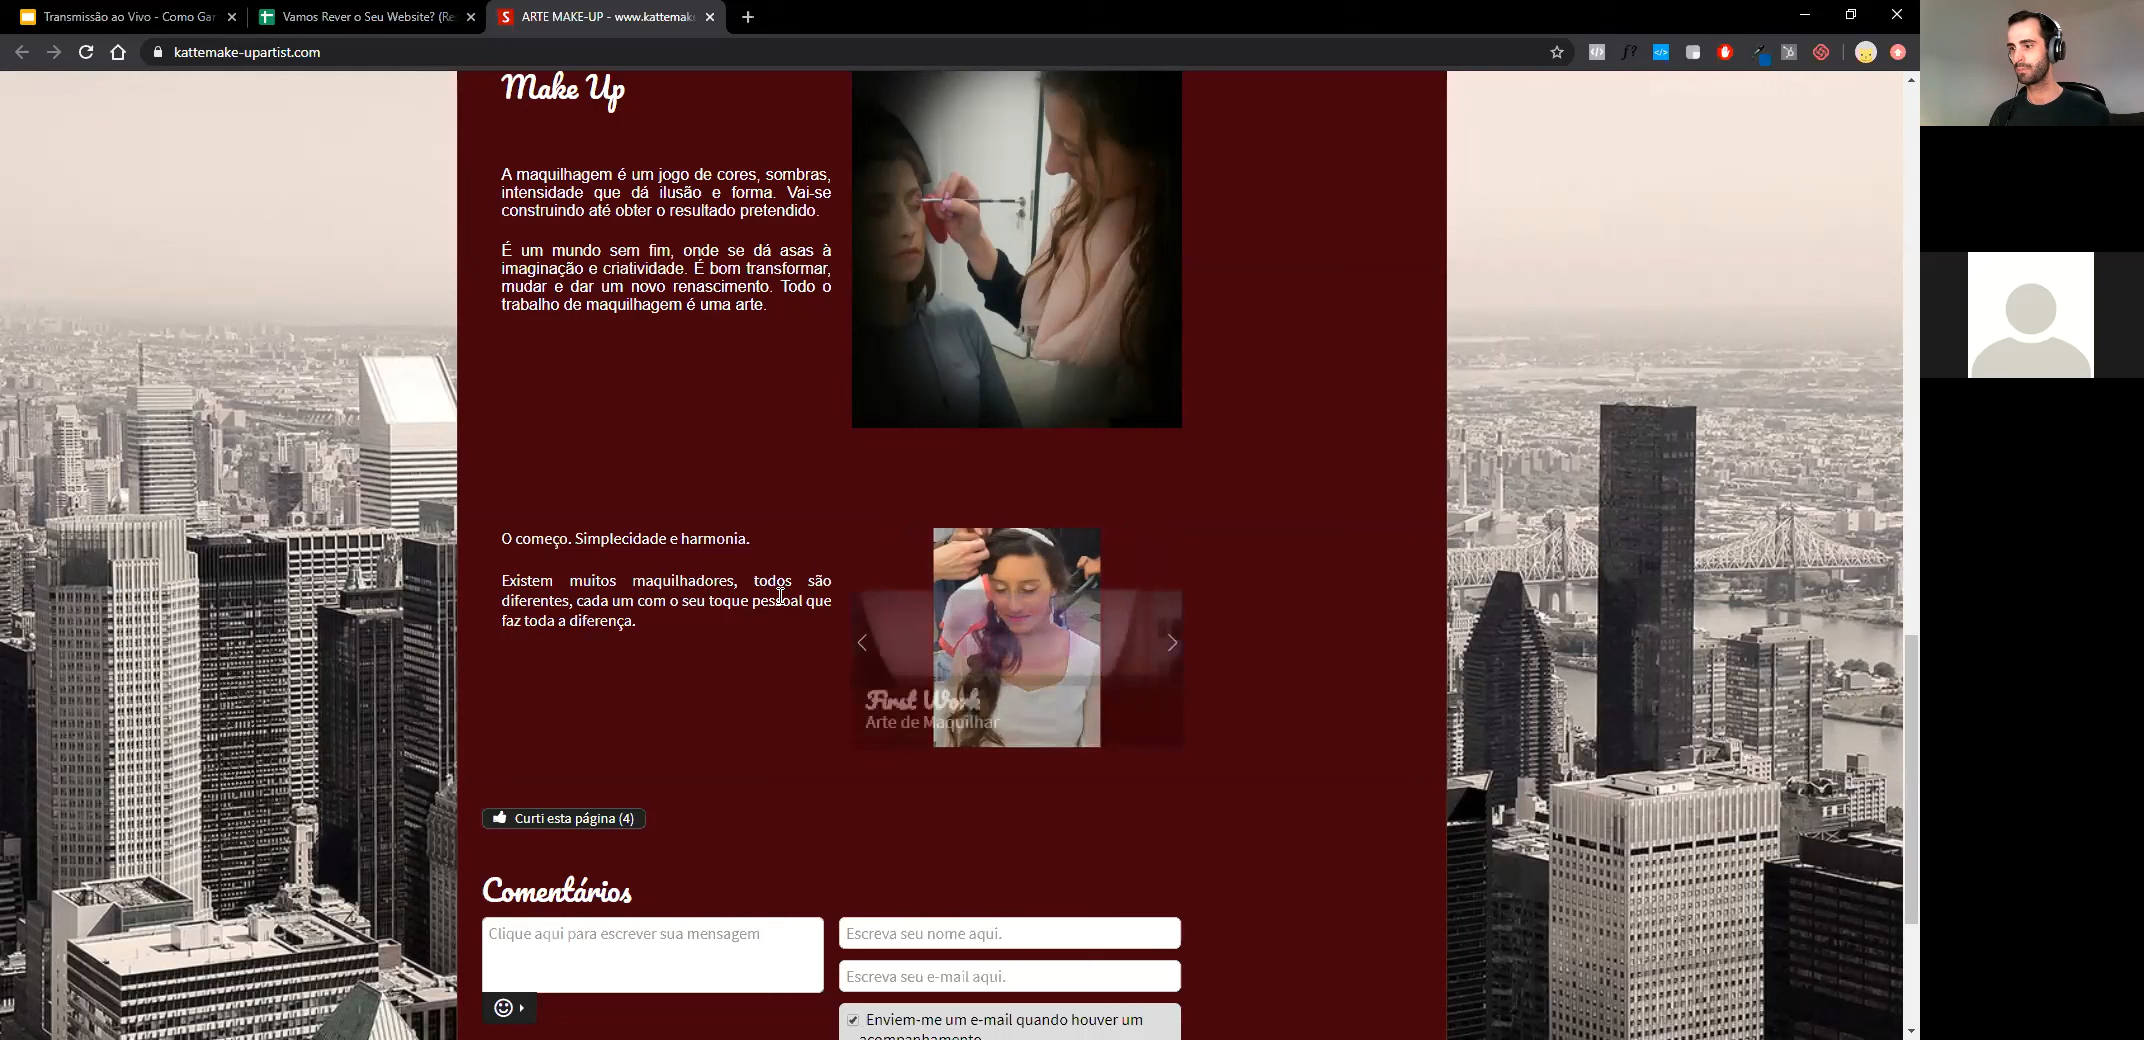 Transmissão ao Vivo - Como Gar
Vamos Rever o Seu Website? (Re
ARTE MAKE-UP - www.kattemak
kattemake-upartist.com
Make Up
A maquilhagem é um jogo de cores, sombras,
intensidade que dá ilusão e forma. Vai-se
construindo até obter o resultado pretendido.
É um mundo sem fim, onde se dá asas à
imaginação e criatividade. É bom transformar,
mudar e dar um novo renascimento. Todo o
trabalho de maquilhagem é uma arte.
O começo. Simplecidade e harmonia.
Existem muitos maquilhadores, todos são
diferentes, cada um com o seu toque pessoal que
faz toda a diferença.
First Work
Arte de Maquilhar
Curti esta página (4)
Comentários
Clique aqui para escrever sua mensagem
Escreva seu nome aqui.
Escreva seu e-mail aqui.
Enviem-me um e-mail quando houver um
acompanhamento